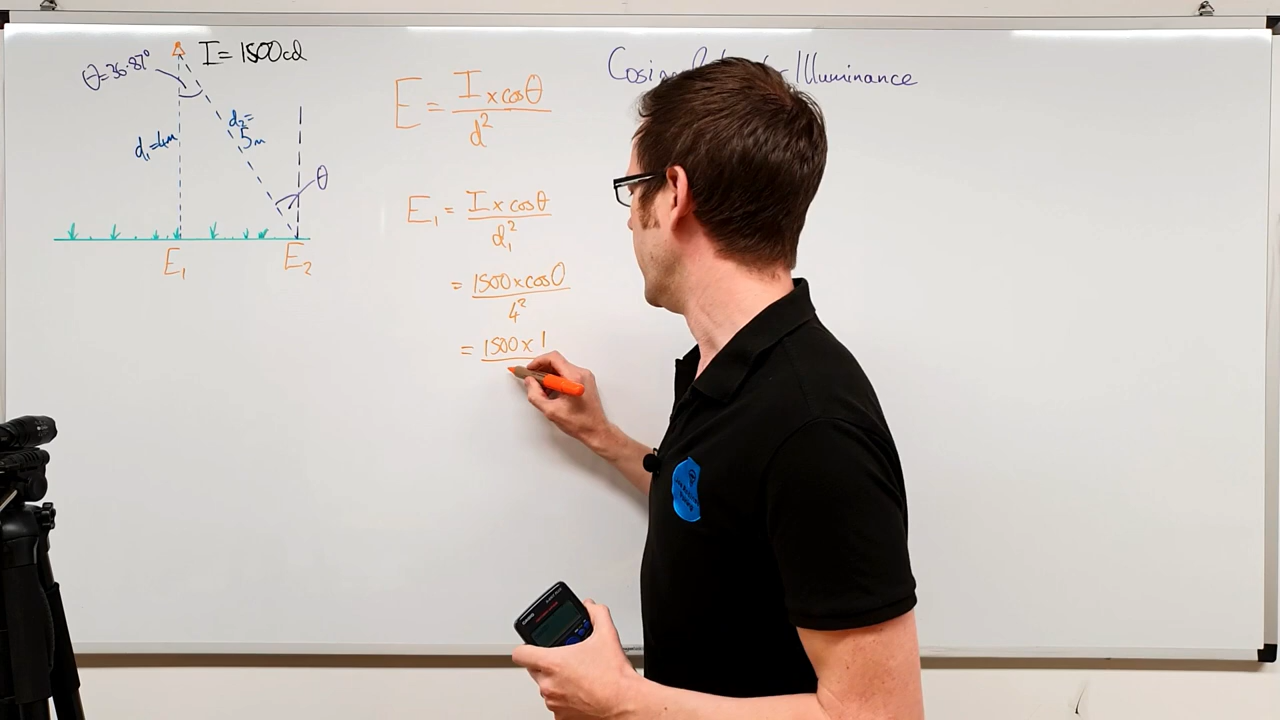 I = 1500cd
θ=36.87°
d₁=4m
d₂=
5m
θ
E₁
E₂
E = I x cosθ
d²
E₁ = I x cosθ
d₁²
= 1500 x cos0
4²
= 1500 x 1
Illuminance
CASIO